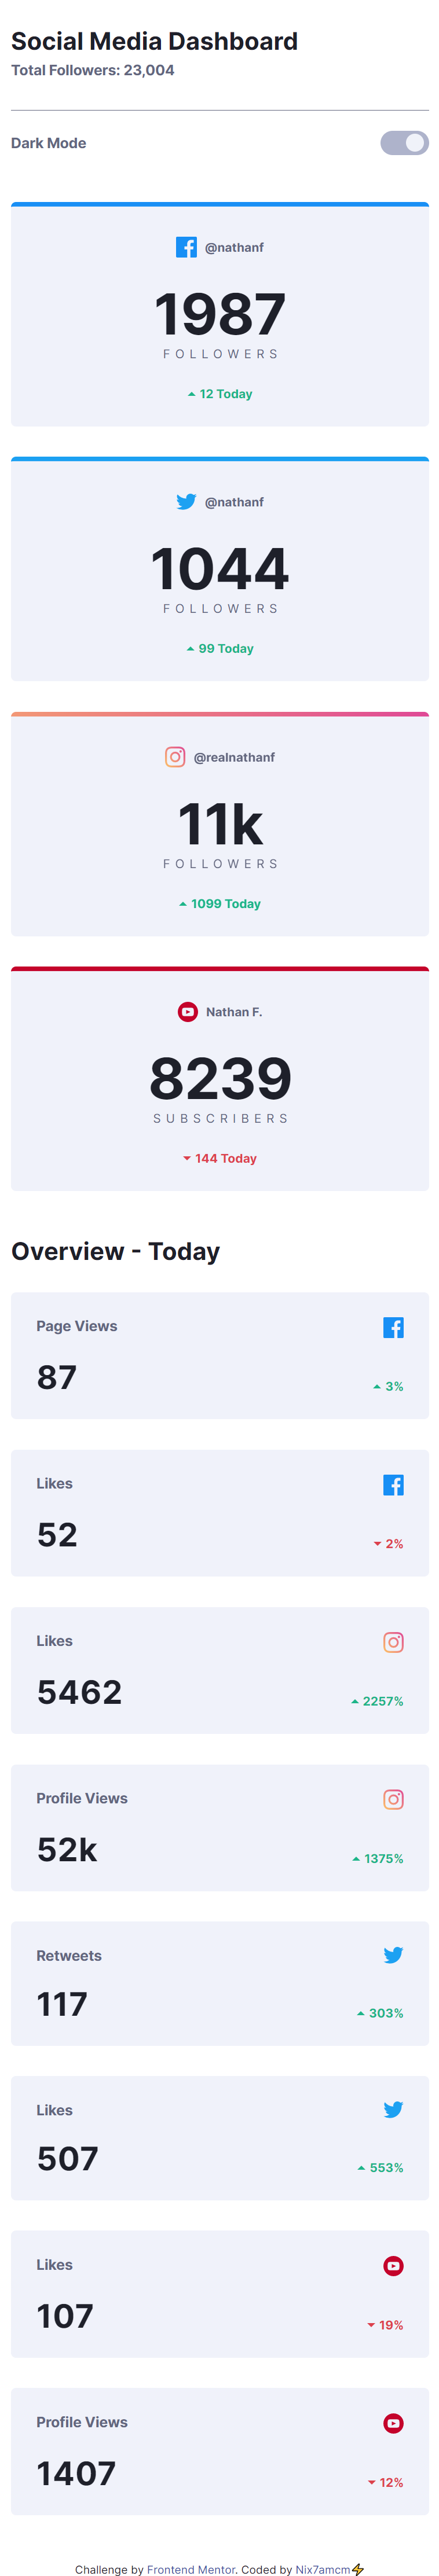 Social Media Dashboard
Total Followers: 23,004
Dark Mode
@nathanf
1987
FOLLOWERS
12 Today
@nathanf
1044
FOLLOWERS
99 Today
@realnathanf
11k
FOLLOWERS
1099 Today
Nathan F.
8239
SUBSCRIBERS
144 Today
Overview - Today
Page Views
87
3%
Likes
52
2%
Likes
5462
2257%
Profile Views
52k
1375%
Retweets
117
303%
Likes
507
553%
Likes
107
19%
Profile Views
1407
12%
Challenge by Frontend Mentor. Coded by Nix7amcm⚡